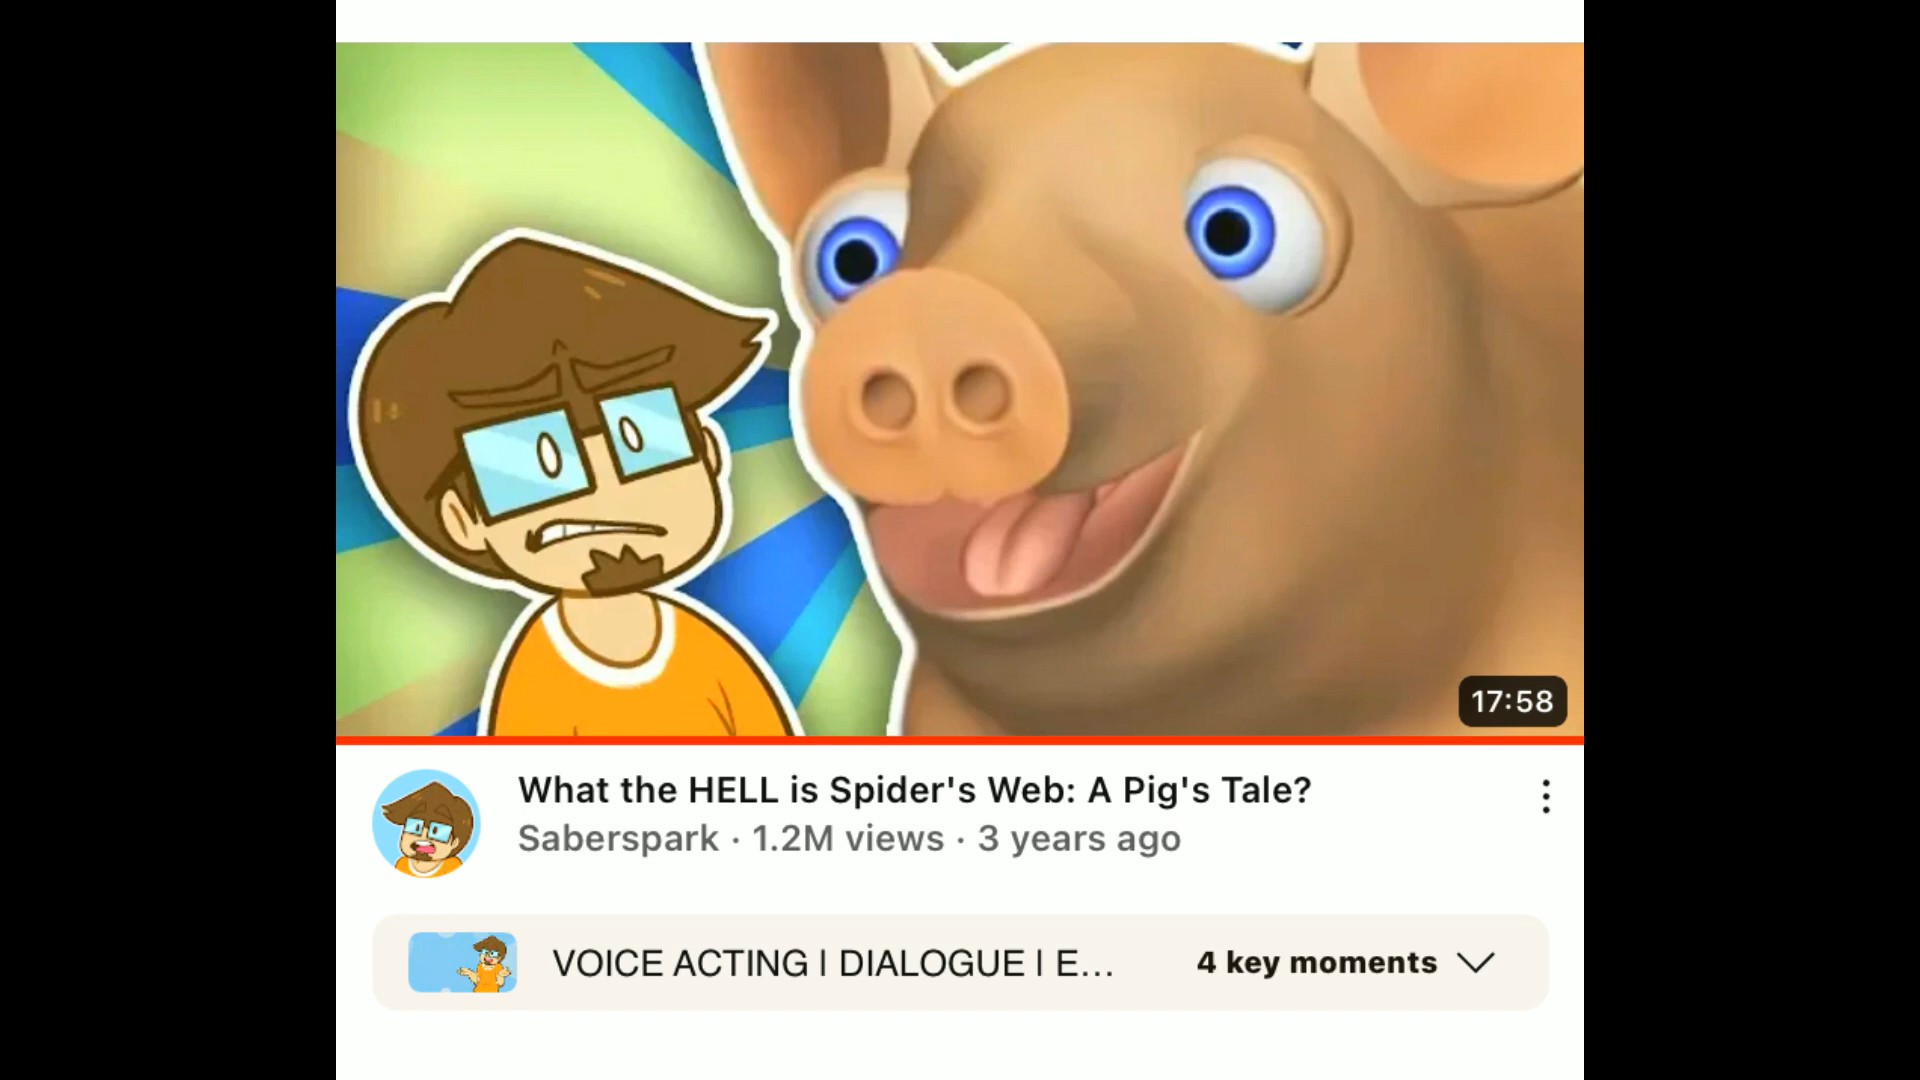 17:58
What the HELL is Spider's Web: A Pig's Tale?
Saberspark · 1.2M views · 3 years ago
VOICE ACTING | DIALOGUE | E... 4 key moments